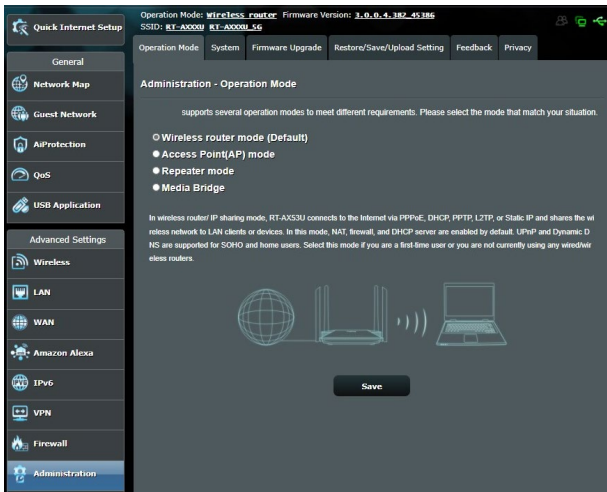 Quick Internet Setup
Operation Mode: Wireless router Firmware Version: 3.0.0.4.382_45386
SSID: RT-AXXXU RT-AXXXU_5G
Operation Mode System Firmware Upgrade Restore/Save/Upload Setting Feedback Privacy
General
Network Map
Guest Network
AiProtection
QoS
USB Application
Advanced Settings
Wireless
LAN
WAN
Amazon Alexa
IPv6
VPN
Firewall
Administration
Administration - Operation Mode
supports several operation modes to meet different requirements. Please select the mode that match your situation.
Wireless router mode (Default)
Access Point(AP) mode
Repeater mode
Media Bridge
In wireless router/ IP sharing mode, RT-AX53U connects to the Internet via PPPoE, DHCP, PPTP, L2TP, or Static IP and shares the wi
reless network to LAN clients or devices. In this mode, NAT, firewall, and DHCP server are enabled by default. UPnP and Dynamic D
NS are supported for SOHO and home users. Select this mode if you are a first-time user or you are not currently using any wired/wir
eless routers.
Save